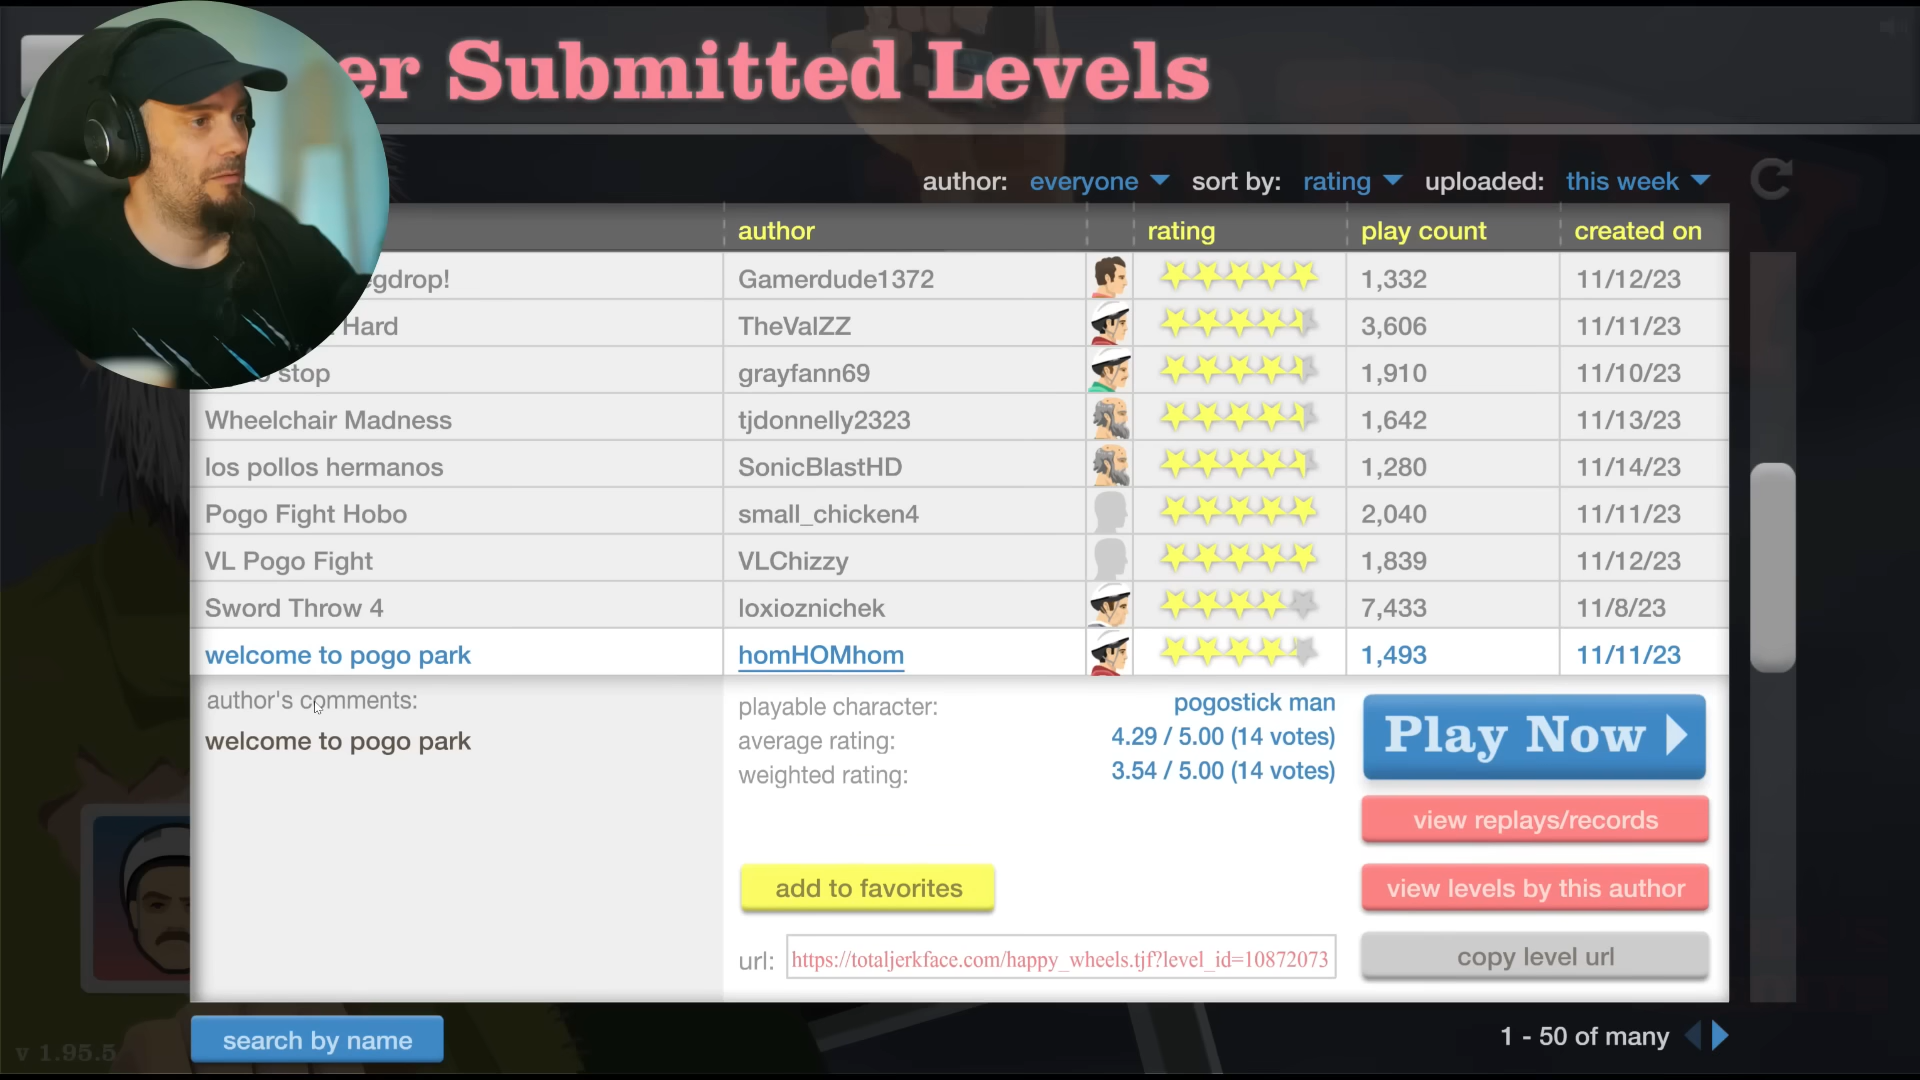 er Submitted Levels
author: everyone sort by: rating uploaded: this week
author rating play count created on
egdrop! Gamerdude1372 1,332 11/12/23
Hard TheValZZ 3,606 11/11/23
stop grayfann69 1,910 11/10/23
Wheelchair Madness tjdonnelly2323 1,642 11/13/23
los pollos hermanos SonicBlastHD 1,280 11/14/23
Pogo Fight Hobo small_chicken4 2,040 11/11/23
VL Pogo Fight VLChizzy 1,839 11/12/23
Sword Throw 4 loxioznichek 7,433 11/8/23
welcome to pogo park homHOMhom 1,493 11/11/23
author's comments:
welcome to pogo park
playable character: pogostick man
average rating: 4.29 / 5.00 (14 votes)
weighted rating: 3.54 / 5.00 (14 votes)
Play Now
view replays/records
add to favorites
view levels by this author
url: https://totaljerkface.com/happy_wheels.tjf?level_id=10872073
copy level url
search by name
1 - 50 of many
v 1.95.5